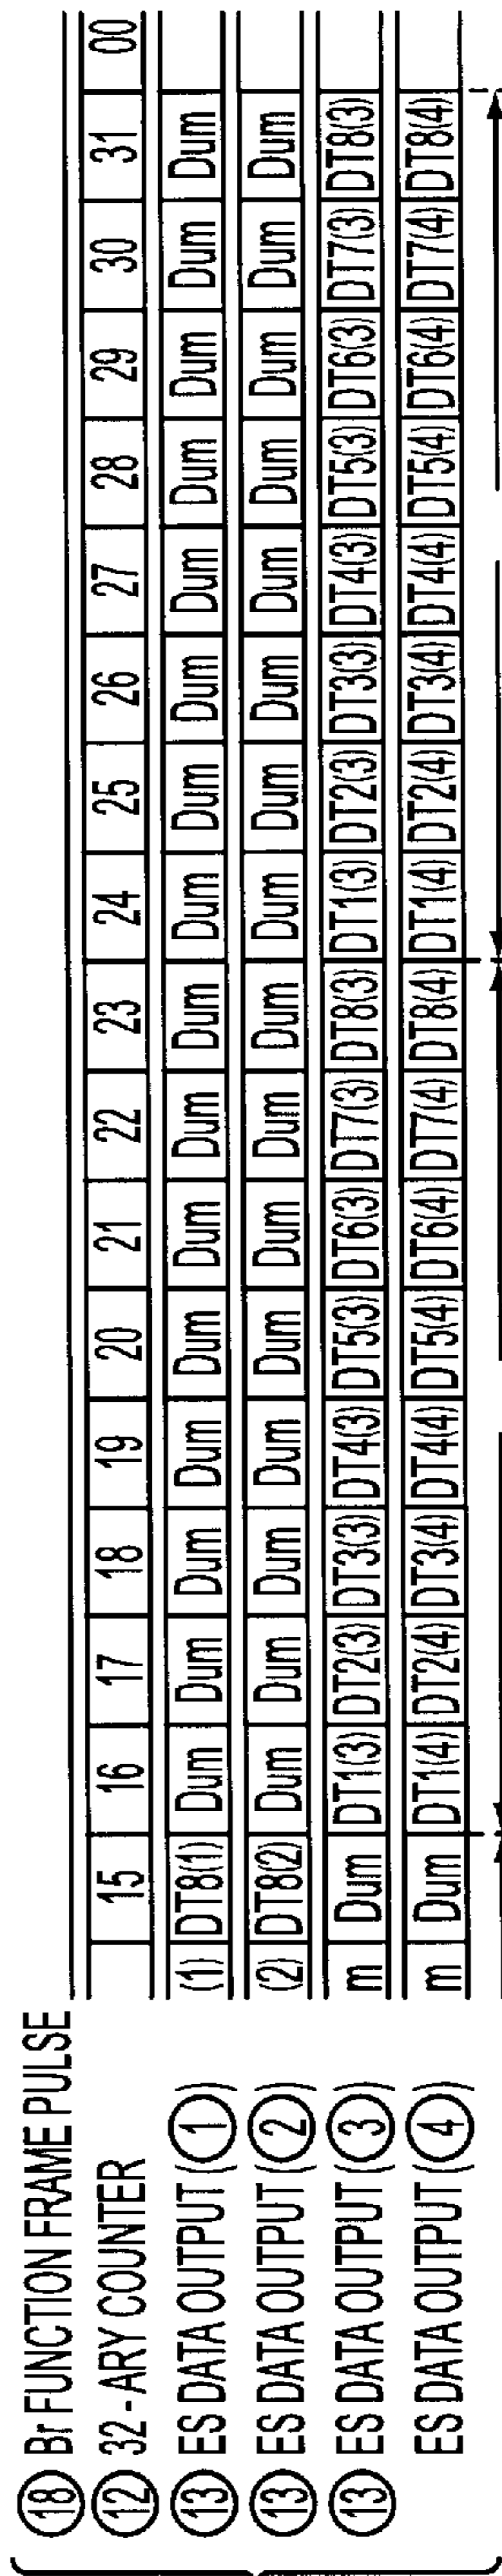 ⑱ Br FUNCTION FRAME PULSE
⑫ 32 - ARY COUNTER 15 16 17 18 19 20 21 22 23 24 25 26 27 28 29 30 31 00
⑬ ES DATA OUTPUT (①) (1) DT8(1) Dum Dum Dum Dum Dum Dum Dum Dum Dum Dum Dum Dum Dum Dum Dum Dum
⑬ ES DATA OUTPUT (②) (2) DT8(2) Dum Dum Dum Dum Dum Dum Dum Dum Dum Dum Dum Dum Dum Dum Dum Dum
⑬ ES DATA OUTPUT (③) m Dum DT1(3) DT2(3) DT3(3) DT4(3) DT5(3) DT6(3) DT7(3) DT8(3) DT1(3) DT2(3) DT3(3) DT4(3) DT5(3) DT6(3) DT7(3) DT8(3)
ES DATA OUTPUT (④) m Dum DT1(4) DT2(4) DT3(4) DT4(4) DT5(4) DT6(4) DT7(4) DT8(4) DT1(4) DT2(4) DT3(4) DT4(4) DT5(4) DT6(4) DT7(4) DT8(4)